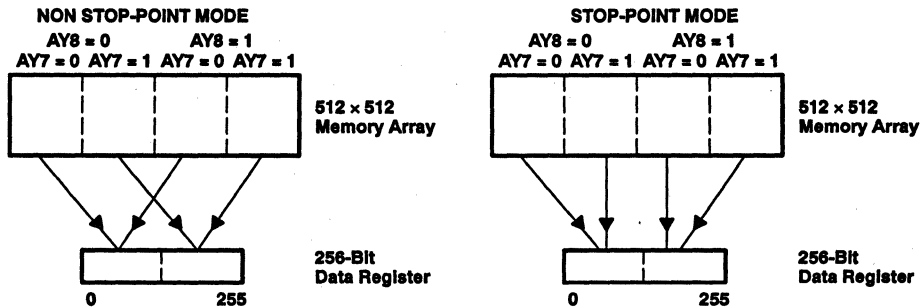 NON STOP-POINT MODE
AY8 = 0 AY8 = 1
AY7 = 0 AY7 = 1 AY7 = 0 AY7 = 1
512 × 512
Memory Array
256-Bit
Data Register
0 255
STOP-POINT MODE
AY8 = 0 AY8 = 1
AY7 = 0 AY7 = 1 AY7 = 0 AY7 = 1
512 × 512
Memory Array
256-Bit
Data Register
0 255